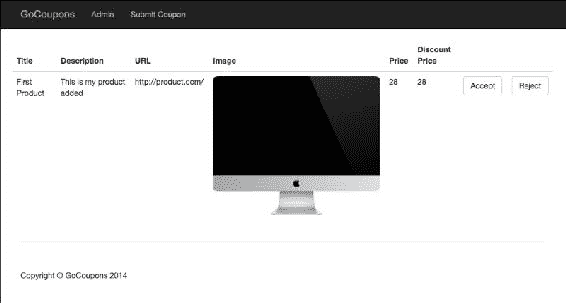 GoCoupons Admin Submit Coupon
Title Description URL Image Price Discount Price
First Product This is my product added http://product.com/ 28 28 Accept Reject
Copyright © GoCoupons 2014